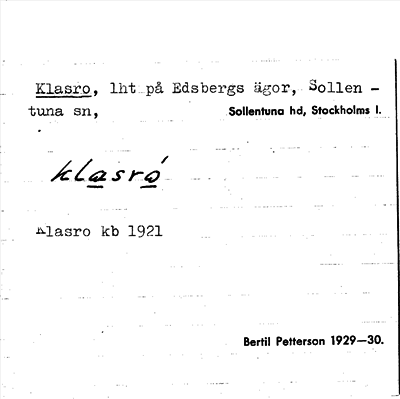 Klasro, lht på Edsbergs ägor, Sollen -
tuna sn, Sollentuna hd, Stockholms l.
klasró
Klasro kb 1921
Bertil Petterson 1929—30.